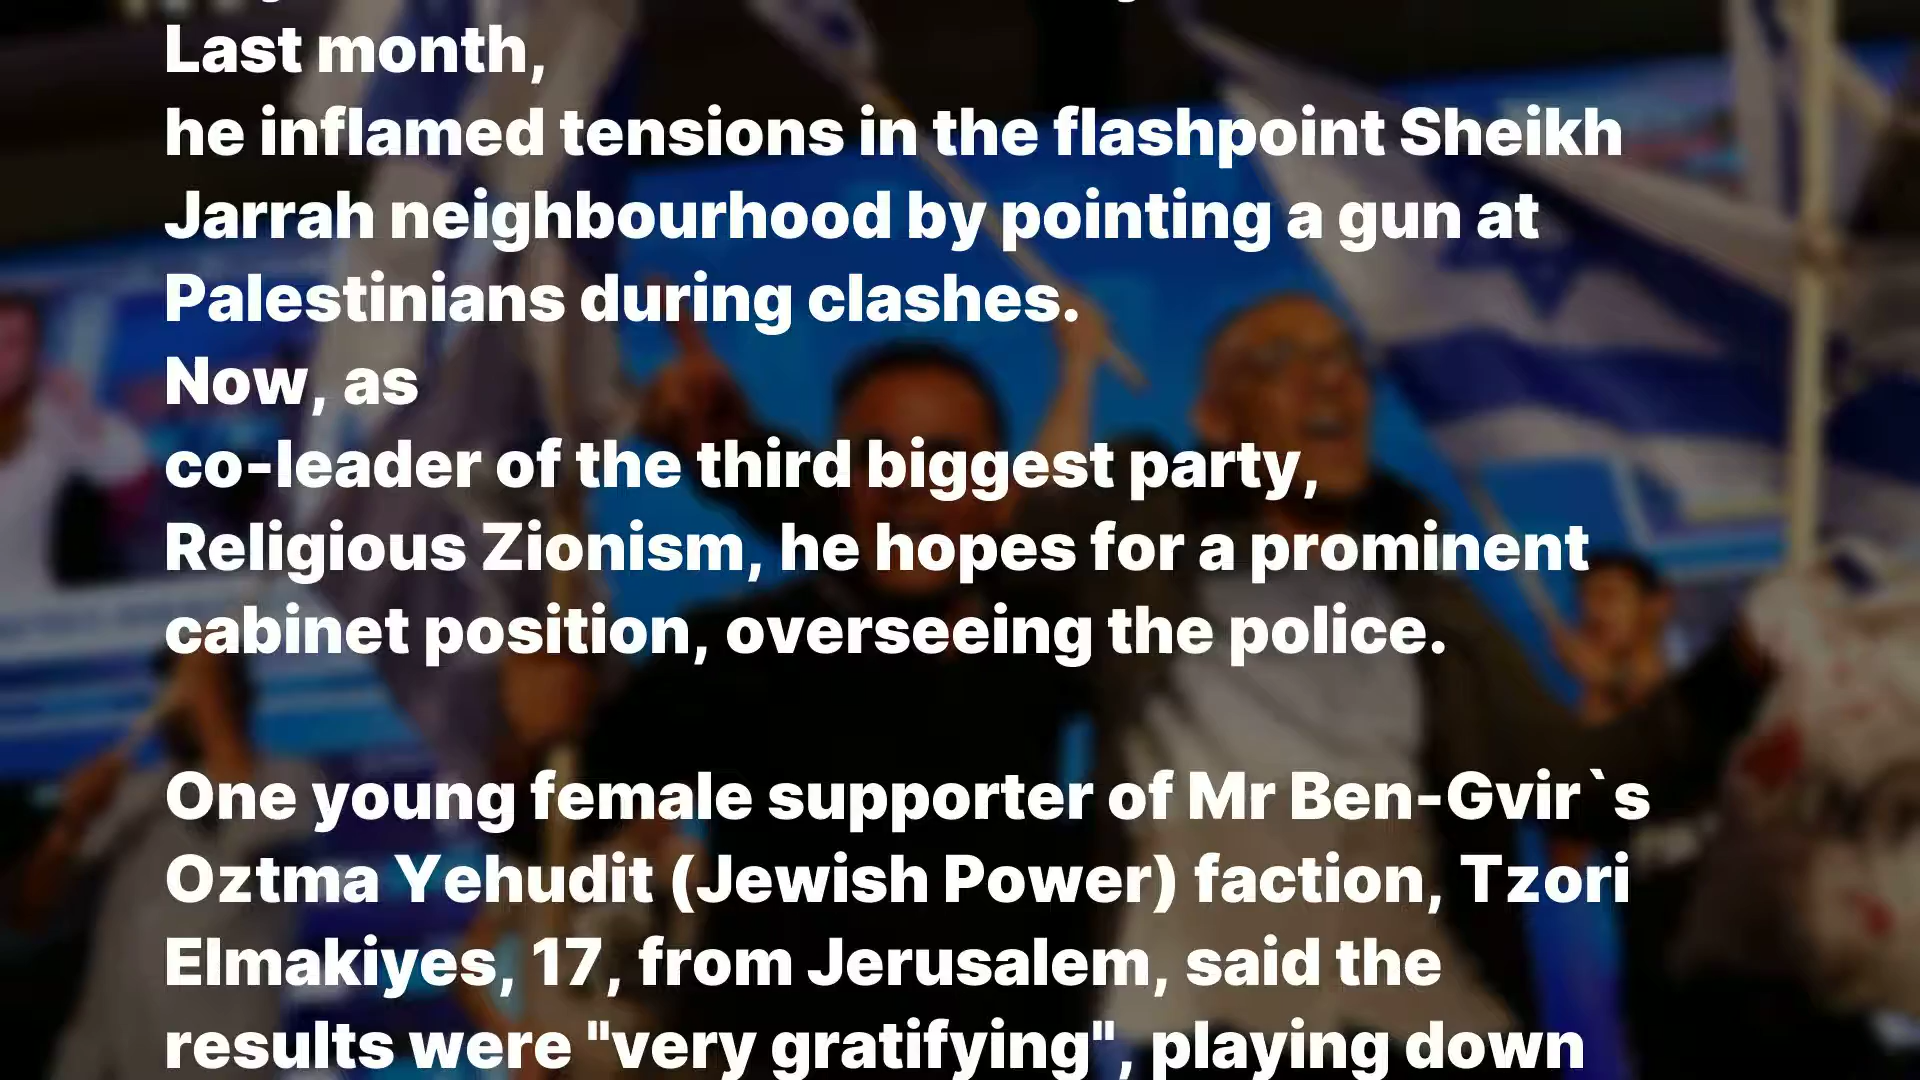 Last month,
he inflamed tensions in the flashpoint Sheikh
Jarrah neighbourhood by pointing a gun at
Palestinians during clashes.
Now, as
co-leader of the third biggest party,
Religious Zionism, he hopes for a prominent
cabinet position, overseeing the police.
One young female supporter of Mr Ben-Gvir`s
Oztma Yehudit (Jewish Power) faction, Tzori
Elmakiyes, 17, from Jerusalem, said the
results were "very gratifying", playing down